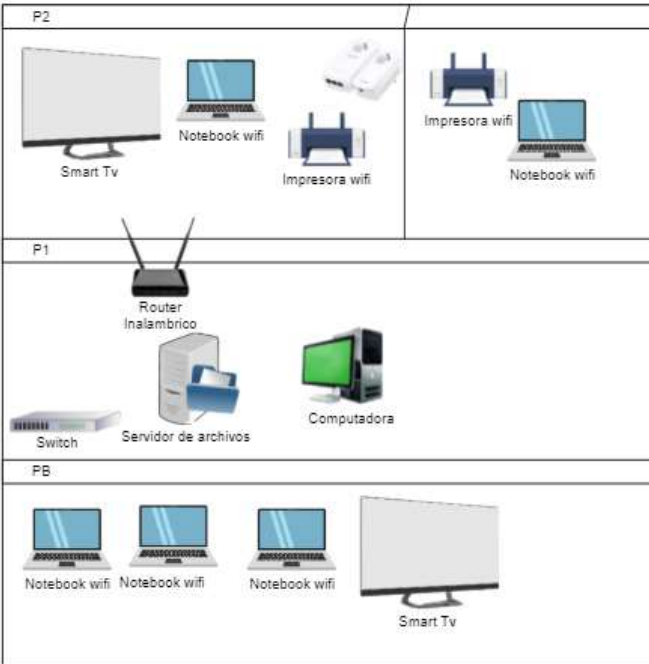 P2
Smart Tv
Notebook wifi
Impresora wifi
Impresora wifi
Notebook wifi
P1
Router
Inalambrico
Switch
Servidor de archivos
Computadora
PB
Notebook wifi
Notebook wifi
Notebook wifi
Smart Tv